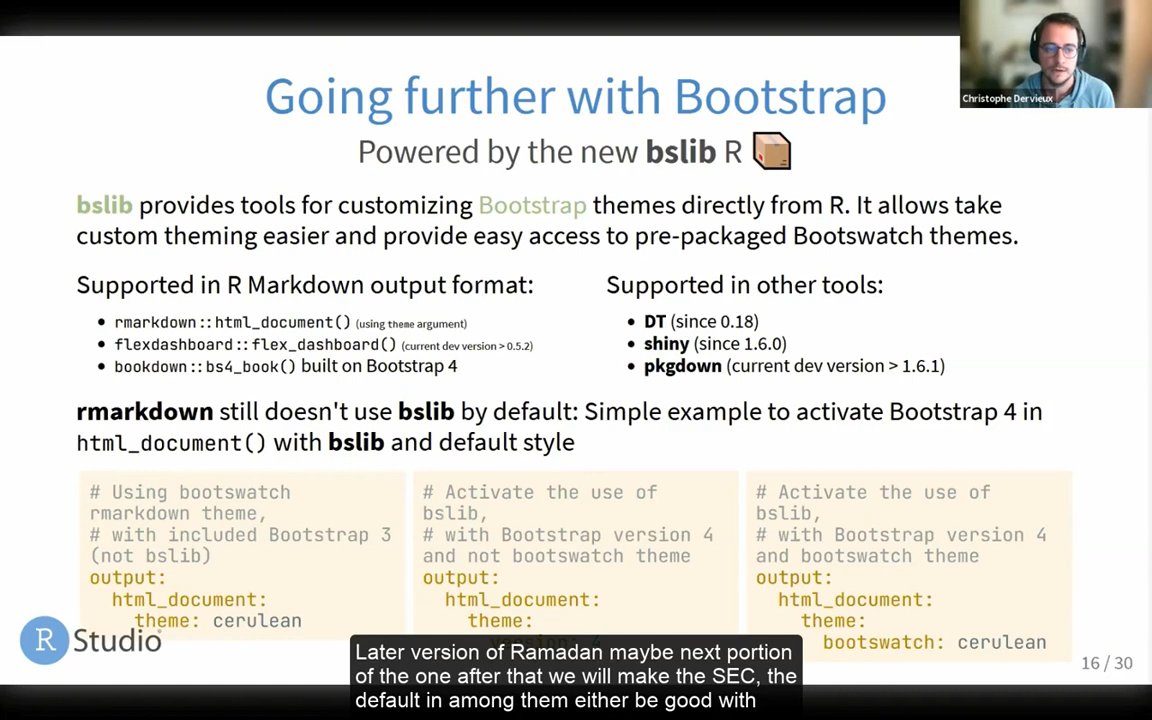 Christophe Dervieux
Going further with Bootstrap
Powered by the new bslib R
bslib provides tools for customizing Bootstrap themes directly from R. It allows take
custom theming easier and provide easy access to pre-packaged Bootswatch themes.
Supported in R Markdown output format:
• rmarkdown::html_document() (using theme argument)
• flexdashboard::flex_dashboard() (current dev version > 0.5.2)
• bookdown::bs4_book() built on Bootstrap 4
Supported in other tools:
• DT (since 0.18)
• shiny (since 1.6.0)
• pkgdown (current dev version > 1.6.1)
rmarkdown still doesn't use bslib by default: Simple example to activate Bootstrap 4 in
html_document() with bslib and default style
# Using bootswatch
rmarkdown theme,
# with included Bootstrap 3
(not bslib)
output:
html_document:
theme: cerulean
# Activate the use of
bslib,
# with Bootstrap version 4
and not bootswatch theme
output:
html_document:
theme:
version: 4
# Activate the use of
bslib,
# with Bootstrap version 4
and bootswatch theme
output:
html_document:
theme:
bootswatch: cerulean
R Studio
Later version of Ramadan maybe next portion
of the one after that we will make the SEC, the
default in among them either be good with
16 / 30